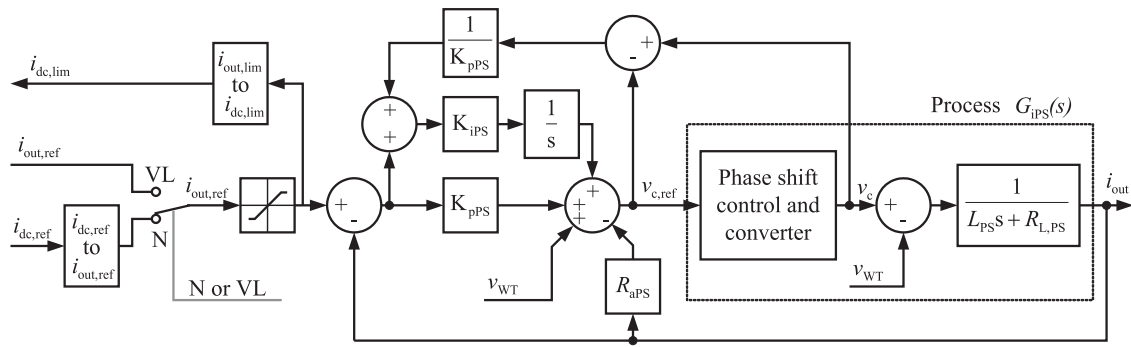 i_dc,lim
i_out,lim
to
i_dc,lim
i_out,ref
VL
i_out,ref
i_dc,ref
i_dc,ref
to
i_out,ref
N
N or VL
1
K_pPS
+
-
+
+
K_iPS
1
s
+
-
K_pPS
+
+
+
-
v_WT
R_aPS
v_c,ref
Process G_iPS(s)
Phase shift
control and
converter
v_c
+
-
v_WT
1
L_PS s + R_L,PS
i_out